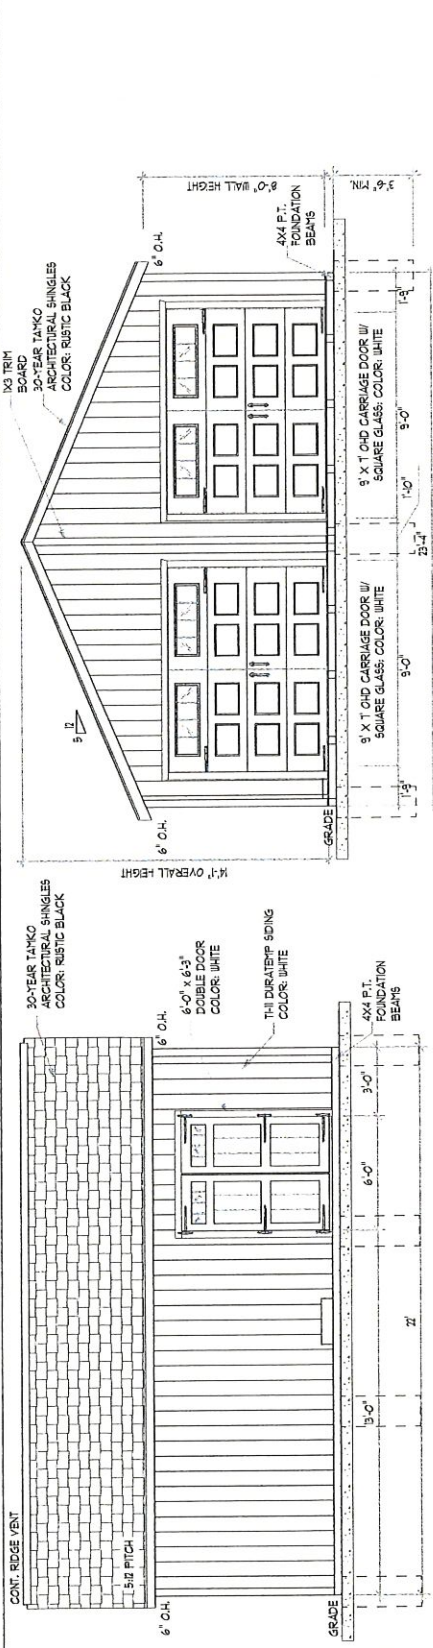 CONT. RIDGE VENT
30-YEAR TAMKO
ARCHITECTURAL SHINGLES
COLOR: RUSTIC BLACK
5:12 PITCH
6" O.H.
6" O.H.
6'-0" x 6'-3"
DOUBLE DOOR
COLOR: WHITE
T1-11 DURATEMP SIDING
COLOR: WHITE
4X4 P.T.
FOUNDATION
BEAMS
GRADE
13'-0"
6'-0"
3'-0"
22'
1X3 TRIM
BOARD
30-YEAR TAMKO
ARCHITECTURAL SHINGLES
COLOR: RUSTIC BLACK
12
5
6" O.H.
6" O.H.
14'-1" OVERALL HEIGHT
8'-0" WALL HEIGHT
3'-6" MIN.
4X4 P.T.
FOUNDATION
BEAMS
GRADE
9' X 7' OHD CARRIAGE DOOR W/
SQUARE GLASS: COLOR: WHITE
9' X 7' OHD CARRIAGE DOOR W/
SQUARE GLASS: COLOR: WHITE
1'-9"
9'-0"
1'-10"
9'-0"
1'-9"
23'-4"